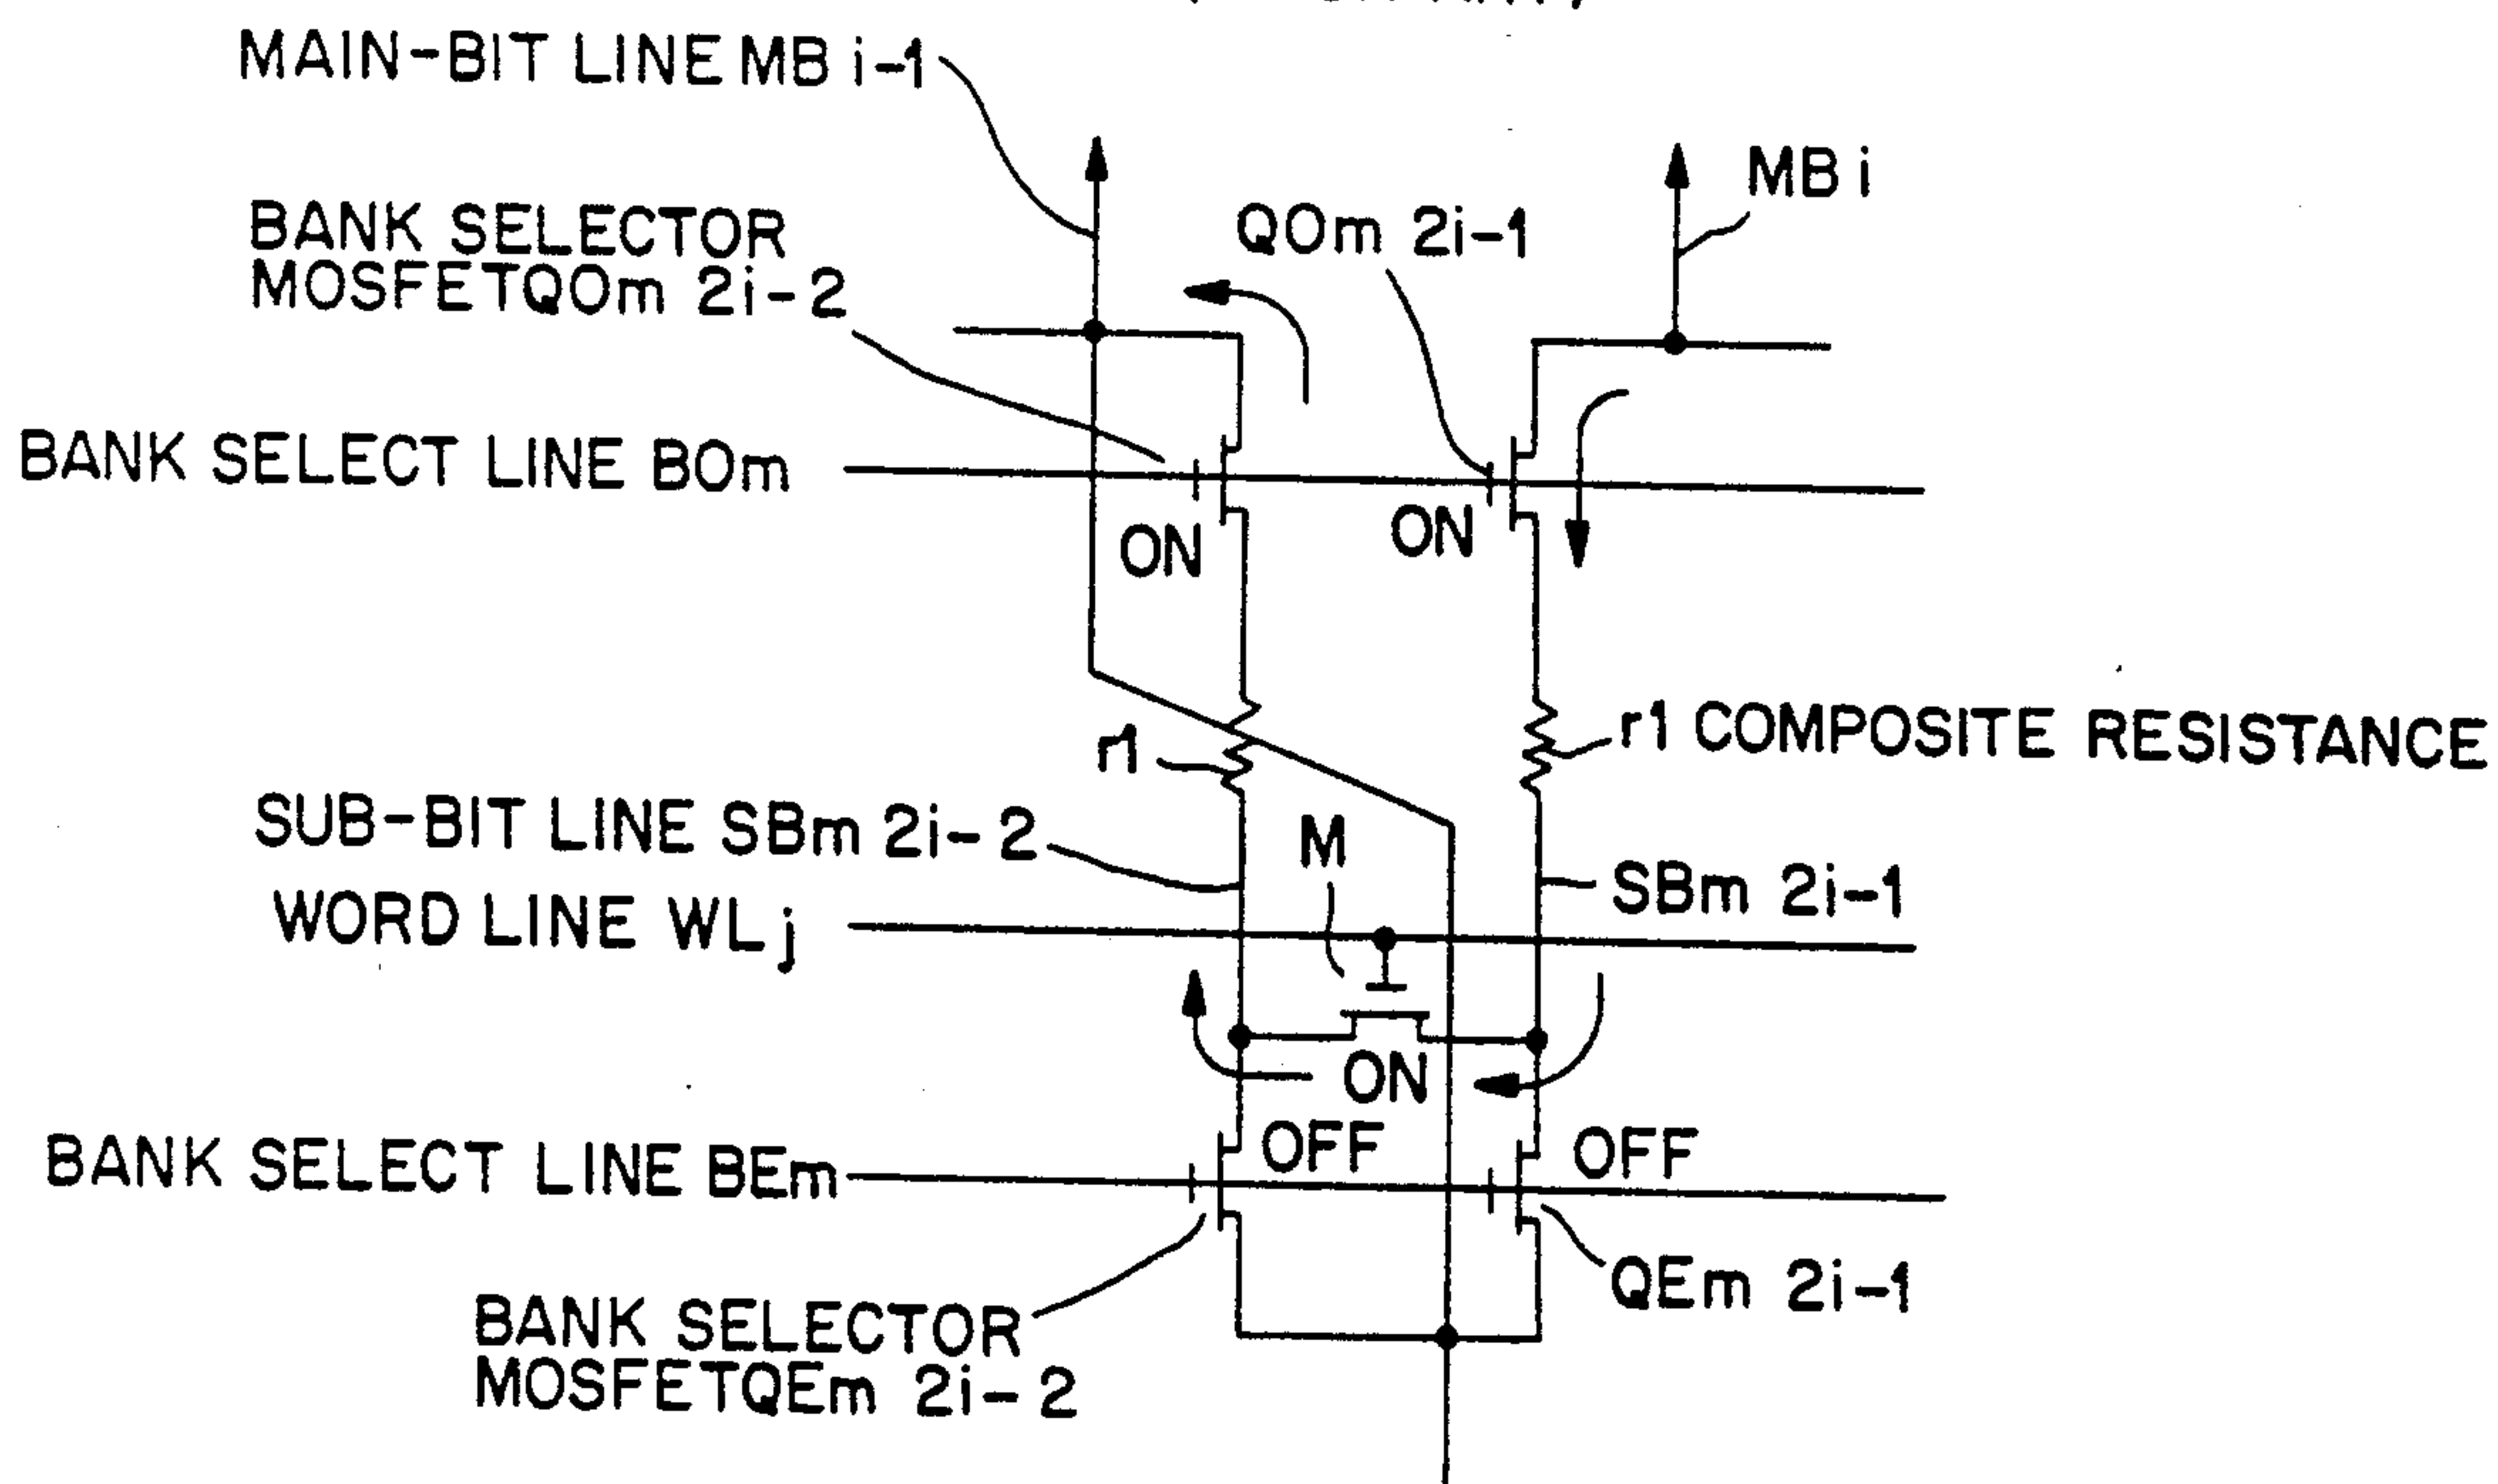 MAIN-BIT LINE MB i-1
MB i
BANK SELECTOR
MOSFETQOm 2i-2
QOm 2i-1
BANK SELECT LINE BOm
ON
ON
r1
r1 COMPOSITE RESISTANCE
SUB-BIT LINE SBm 2i-2
M
SBm 2i-1
WORD LINE WLj
ON
OFF
OFF
BANK SELECT LINE BEm
QEm 2i-1
BANK SELECTOR
MOSFETQEm 2i-2